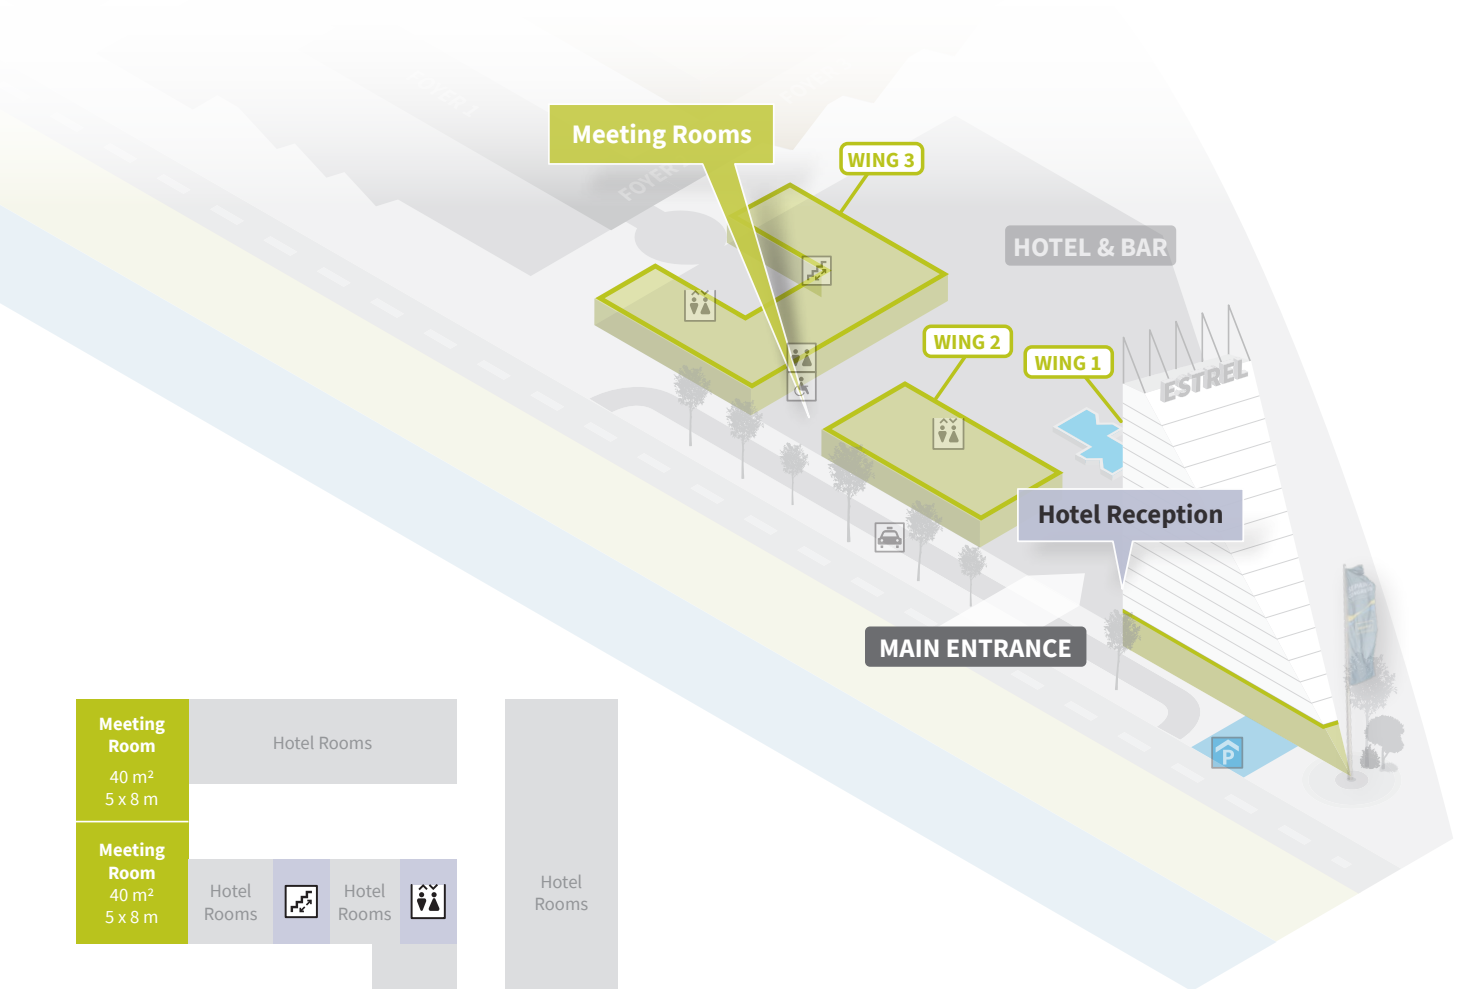 FOYER
Meeting Rooms
WING 3
HOTEL & BAR
WING 2
WING 1
ESTREL
Hotel Reception
MAIN ENTRANCE
P
Meeting
Room
40 m²
5 x 8 m
Hotel Rooms
Meeting
Room
40 m²
5 x 8 m
Hotel
Rooms
Hotel
Rooms
Hotel
Rooms